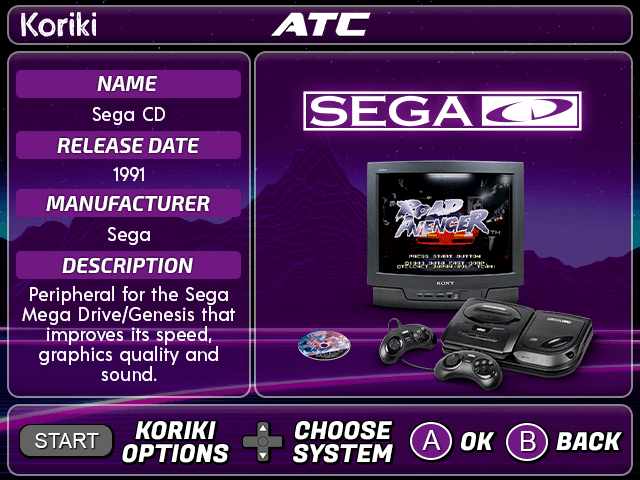 Koriki
ATC
NAME
Sega CD
RELEASE DATE
1991
MANUFACTURER
Sega
DESCRIPTION
Peripheral for the Sega
Mega Drive/Genesis that
improves its speed,
graphics quality and
sound.
SEGA CD
ROAD
AVENGER
TM
PRESS START BUTTON
SONY
START
KORIKI
OPTIONS
CHOOSE
SYSTEM
A
OK
B
BACK